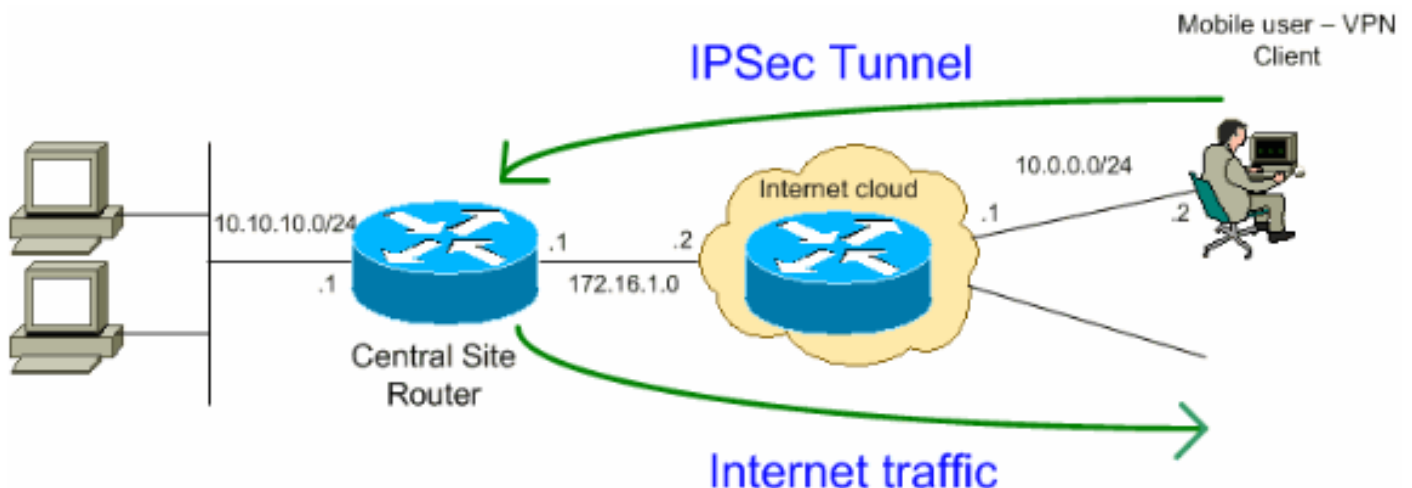 Mobile user – VPN
Client
IPSec Tunnel
10.0.0.0/24
Internet cloud
10.10.10.0/24
.1
.1
.2
.1
.2
172.16.1.0
Central Site
Router
Internet traffic